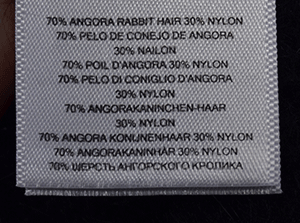 70% ANGORA RABBIT HAIR 30% NYLON
70% PELO DE CONEJO DE ANGORA
30% NAILON
70% POIL D'ANGORA 30% NYLON
70% PELO DI CONIGLIO D'ANGORA
30% NYLON
70% ANGORAKANINCHEN-HAAR
30% NYLON
70% ANGORA KONIJNENHAAR 30% NYLON
70% ANGORAKANINHÅR 30% NYLON
70% ШЕРСТЬ АНГОРСКОГО КРОЛИКА